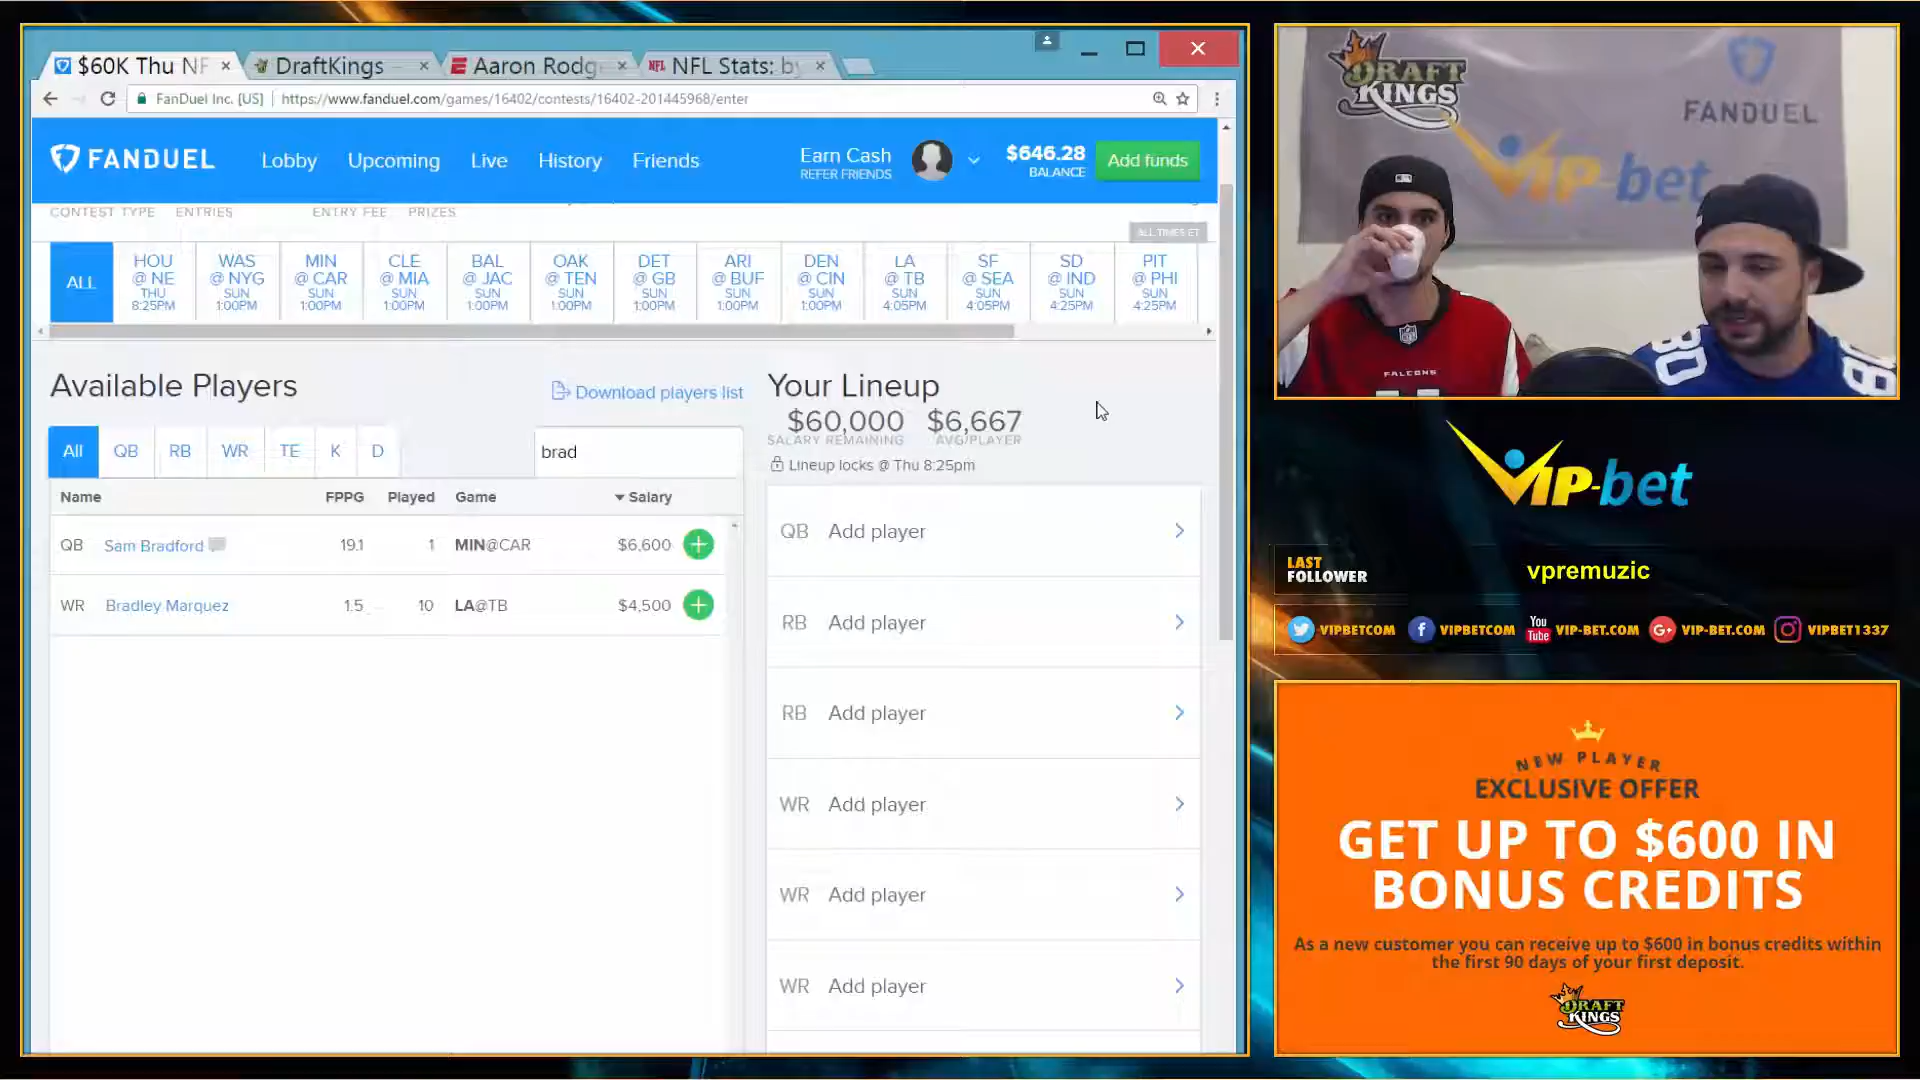 $60K Thu NF
DraftKings
Aaron Rodg
NFL Stats: by
FanDuel Inc. [US]
https://www.fanduel.com/games/16402/contests/16402-201445968/enter
FANDUEL
Lobby
Upcoming
Live
History
Friends
Earn Cash
REFER FRIENDS
$646.28
BALANCE
Add funds
CONTEST TYPE
ENTRIES
ENTRY FEE
PRIZES
ALL TIMES ET
ALL
HOU
@ NE
THU
8:25PM
WAS
@ NYG
SUN
1:00PM
MIN
@ CAR
SUN
1:00PM
CLE
@ MIA
SUN
1:00PM
BAL
@ JAC
SUN
1:00PM
OAK
@ TEN
SUN
1:00PM
DET
@ GB
SUN
1:00PM
ARI
@ BUF
SUN
1:00PM
DEN
@ CIN
SUN
1:00PM
LA
@ TB
SUN
4:05PM
SF
@ SEA
SUN
4:05PM
SD
@ IND
SUN
4:25PM
PIT
@ PHI
SUN
4:25PM
Available Players
Download players list
All
QB
RB
WR
TE
K
D
brad
Name
FPPG
Played
Game
Salary
QB Sam Bradford 19.1 1 MIN@CAR $6,600
WR Bradley Marquez 1.5 10 LA@TB $4,500
Your Lineup
$60,000
SALARY REMAINING
$6,667
AVG/PLAYER
Lineup locks @ Thu 8:25pm
QB Add player
RB Add player
RB Add player
WR Add player
WR Add player
WR Add player
DRAFT
KINGS
FANDUEL
VIP-bet
FALCONS
80
VIP-bet
LAST
FOLLOWER
vpremuzic
VIPBETCOM
VIPBETCOM
You
Tube
VIP-BET.COM
G+
VIP-BET.COM
VIPBET1337
NEW PLAYER
EXCLUSIVE OFFER
GET UP TO $600 IN
BONUS CREDITS
As a new customer you can receive up to $600 in bonus credits within
the first 90 days of your first deposit.
DRAFT
KINGS